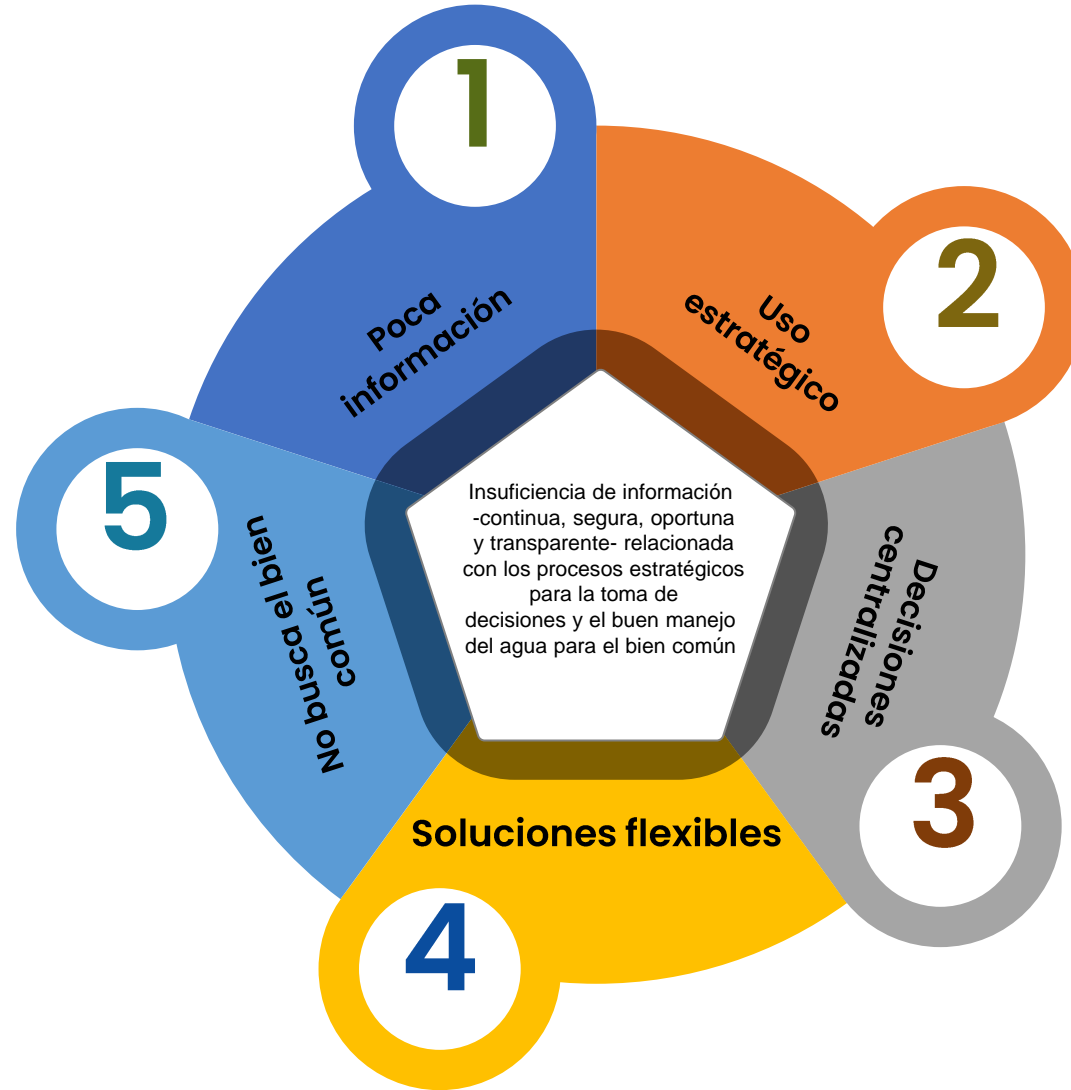 1
Poca
información
2
Uso
estratégico
3
Decisiones
centralizadas
4
Soluciones flexibles
5
No busca el bien
común
Insuficiencia de información
-continua, segura, oportuna
y transparente- relacionada
con los procesos estratégicos
para la toma de
decisiones y el buen manejo
del agua para el bien común